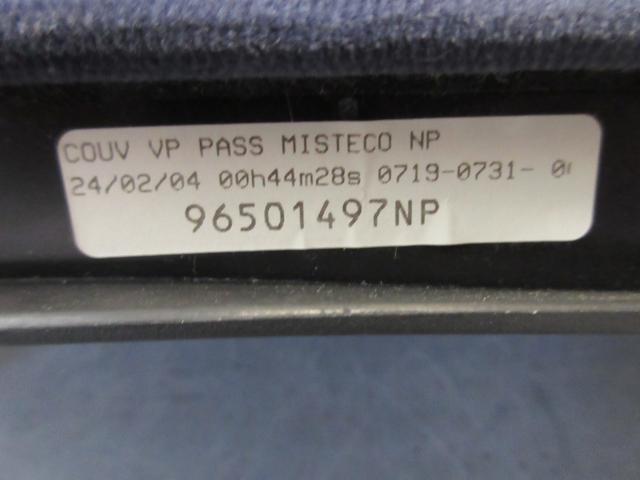 COUV VP PASS MISTECO NP
24/02/04 00h44m28s 0719-0731-
96501497NP